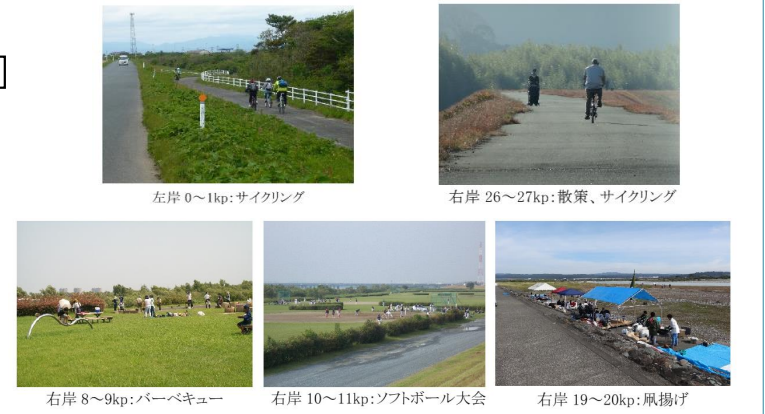 左岸 0～1kp：サイクリング
右岸 26～27kp：散策、サイクリング
右岸 8～9kp：バーベキュー
右岸 10～11kp：ソフトボール大会
右岸 19～20kp：凧揚げ